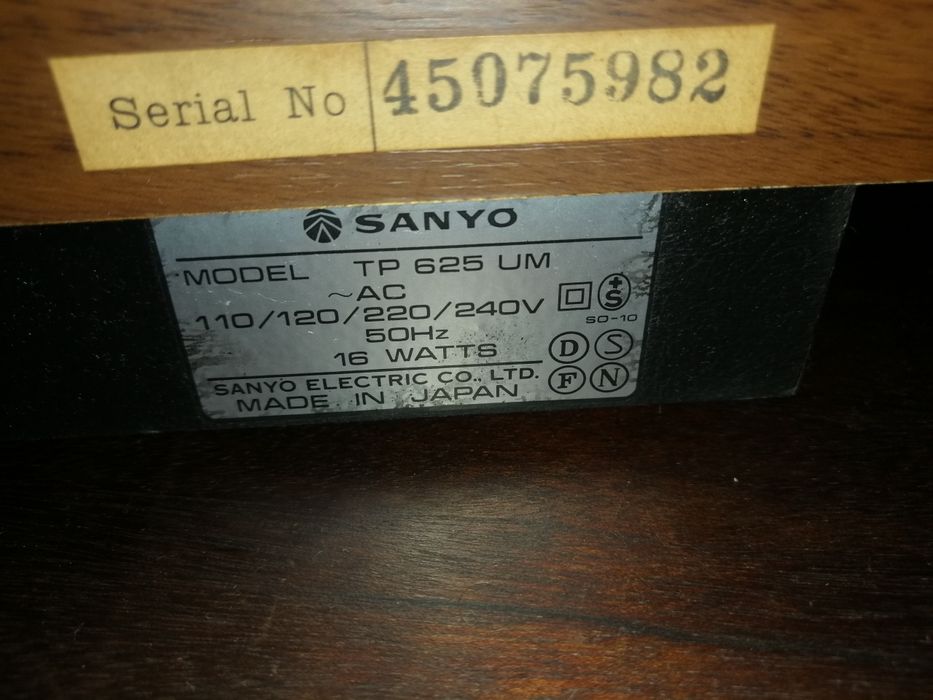 Serial No 45075982
SANYO
MODEL TP 625 UM
~AC
110/120/220/240V
50Hz
16 WATTS
SANYO ELECTRIC CO., LTD.
MADE IN JAPAN
+S
SO-10
D S
F N